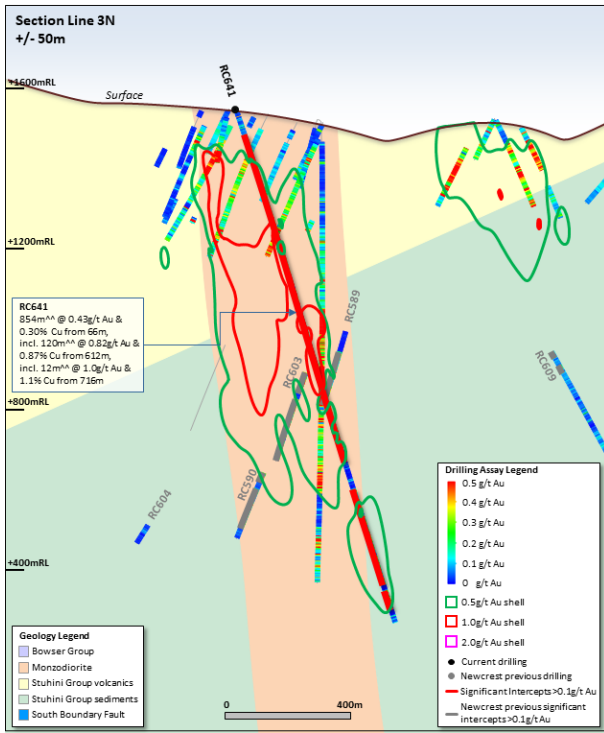 Section Line 3N
+/- 50m
RC641
+1600mRL
Surface
+1200mRL
RC641
854m^^ @ 0.43g/t Au &
0.30% Cu from 66m,
incl. 120m^^ @ 0.82g/t Au &
0.87% Cu from 612m,
incl. 12m^^ @ 1.0g/t Au &
1.1% Cu from 716m
RC589
RC603
RC609
+800mRL
RC590
RC604
+400mRL
Drilling Assay Legend
0.5 g/t Au
0.4 g/t Au
0.3 g/t Au
0.2 g/t Au
0.1 g/t Au
0 g/t Au
0.5g/t Au shell
1.0g/t Au shell
2.0g/t Au shell
Current drilling
Newcrest previous drilling
Significant Intercepts>0.1g/t Au
Newcrest previous significant
intercepts >0.1g/t Au
Geology Legend
Bowser Group
Monzodiorite
Stuhini Group volcanics
Stuhini Group sediments
South Boundary Fault
0
400m